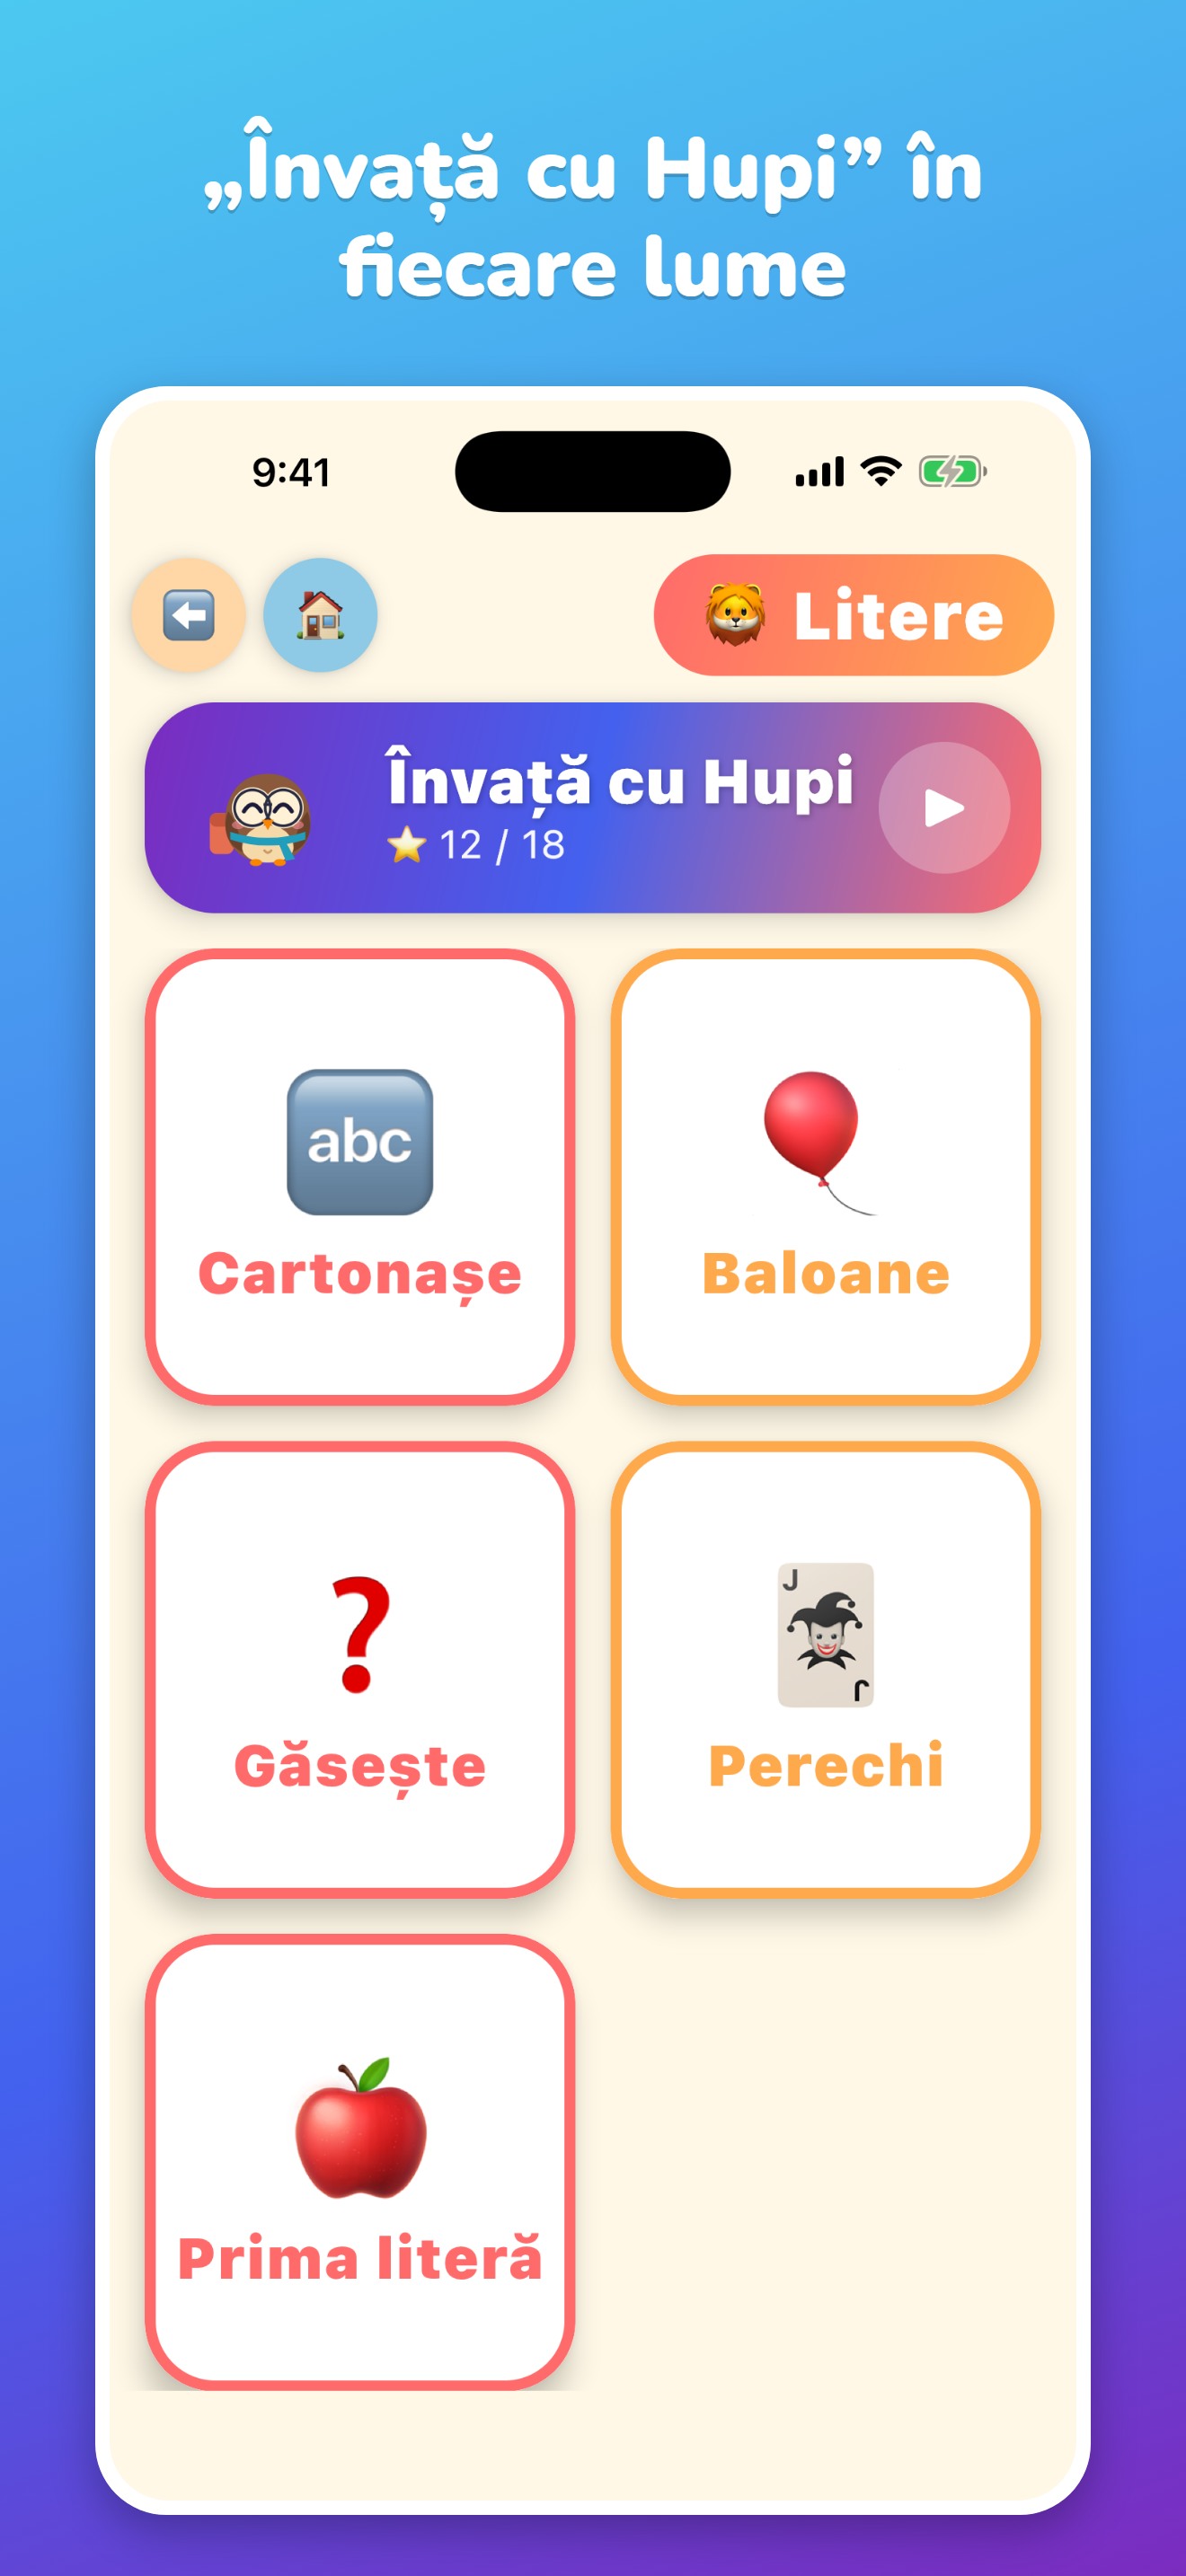 „Învață cu Hupi” în
fiecare lume
9:41
Litere
Învață cu Hupi
12 / 18
abc
Cartonașe
Baloane
?
J
J
Găsește
Perechi
Prima literă